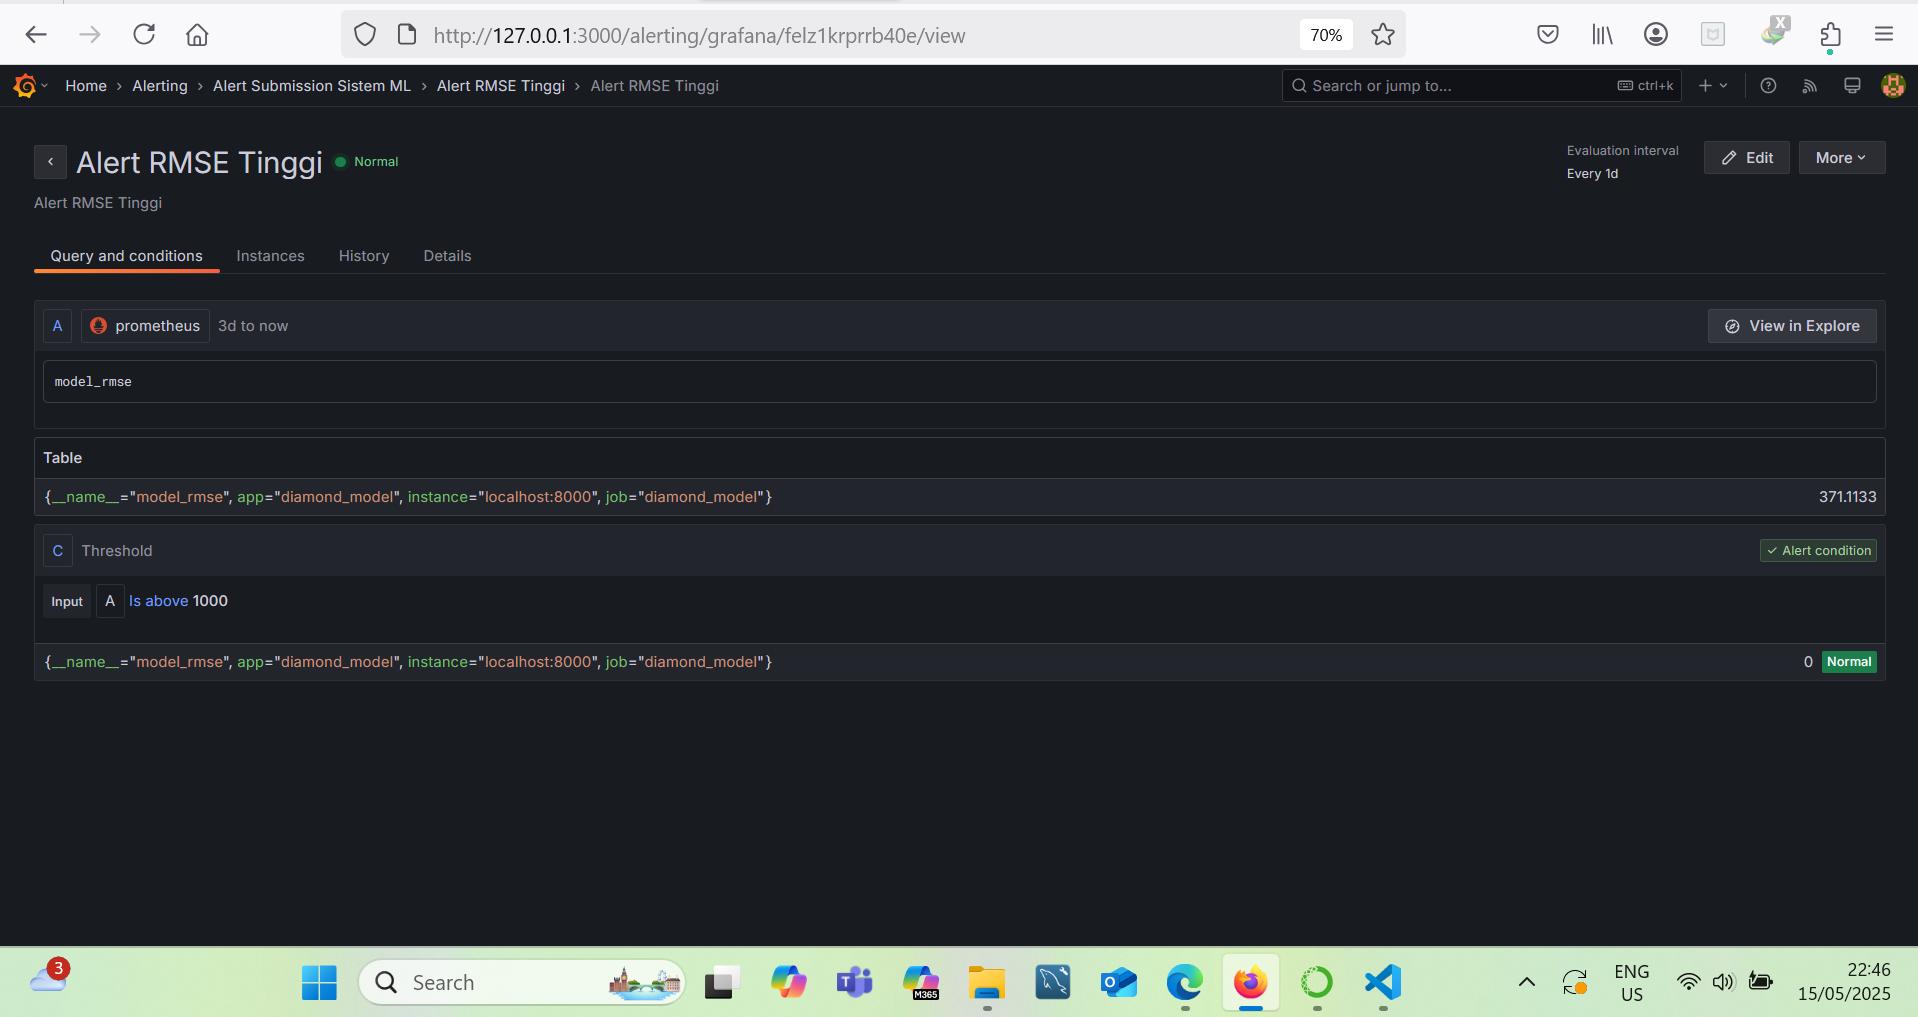 http://127.0.0.1:3000/alerting/grafana/felz1krprrb40e/view
70%
X
Home › Alerting › Alert Submission Sistem ML › Alert RMSE Tinggi › Alert RMSE Tinggi
Search or jump to...
ctrl+k
Alert RMSE Tinggi
Normal
Evaluation interval
Every 1d
Edit
More
Alert RMSE Tinggi
Query and conditions
Instances
History
Details
A
prometheus
3d to now
View in Explore
model_rmse
Table
{__name__="model_rmse", app="diamond_model", instance="localhost:8000", job="diamond_model"}
371.1133
C
Threshold
Alert condition
Input
A
Is above 1000
{__name__="model_rmse", app="diamond_model", instance="localhost:8000", job="diamond_model"}
0
Normal
3
Search
M365
ENG
US
22:46
15/05/2025